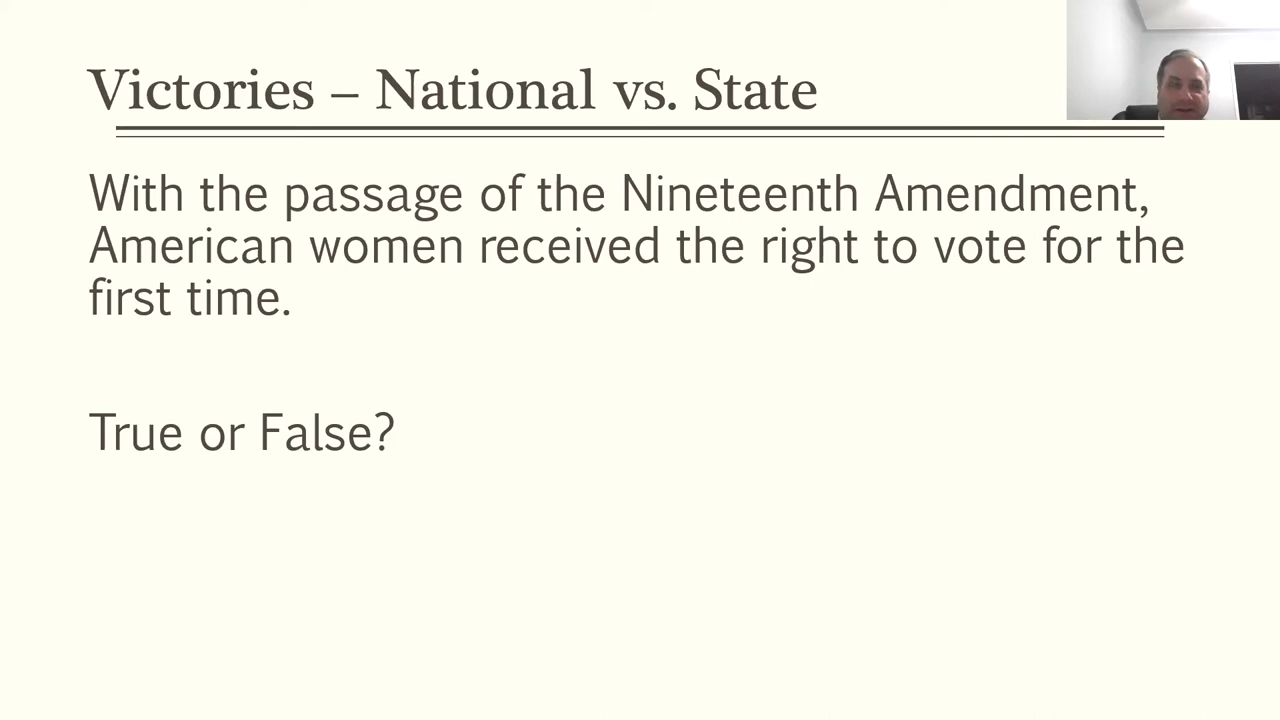 Victories – National vs. State
With the passage of the Nineteenth Amendment,
American women received the right to vote for the
first time.
True or False?